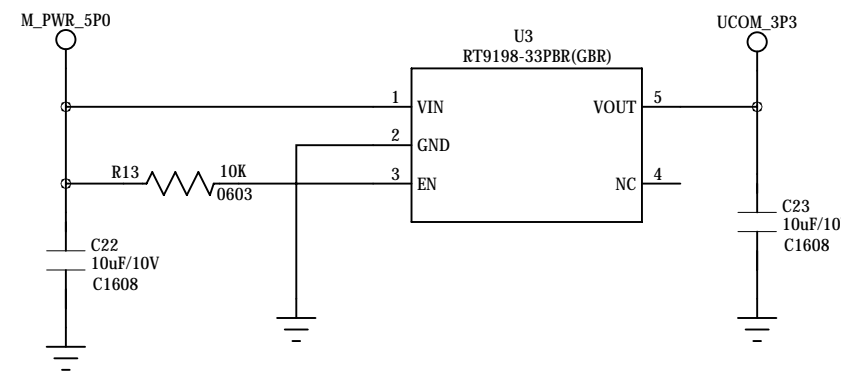 M_PWR_5P0
UCOM_3P3
U3
RT9198-33PBR(GBR)
1
VIN
VOUT
5
2
GND
R13
10K
0603
3
EN
NC
4
C22
10uF/10V
C1608
C23
10uF/10
C1608